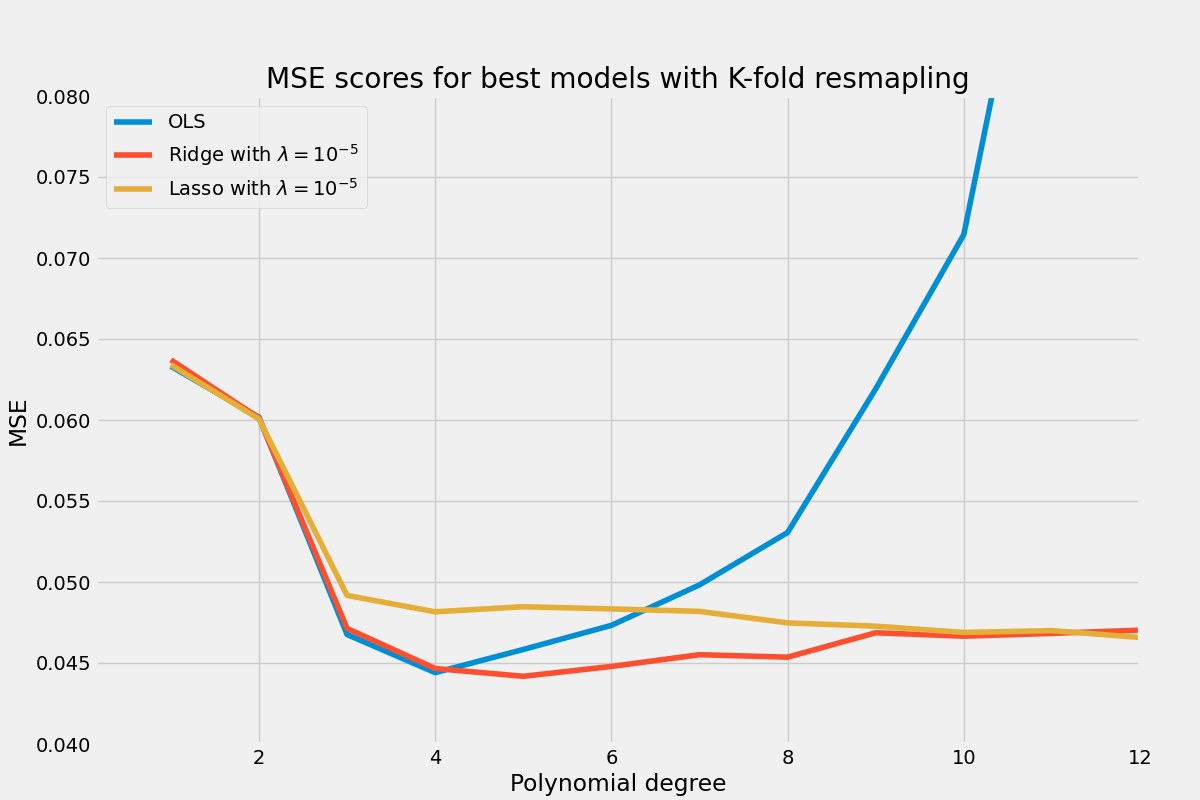 MSE scores for best models with K-fold resmapling
0.080
0.075
0.070
0.065
0.060
0.055
0.050
0.045
0.040
MSE
OLS
Ridge with λ = 10⁻⁵
Lasso with λ = 10⁻⁵
2 4 6 8 10 12
Polynomial degree